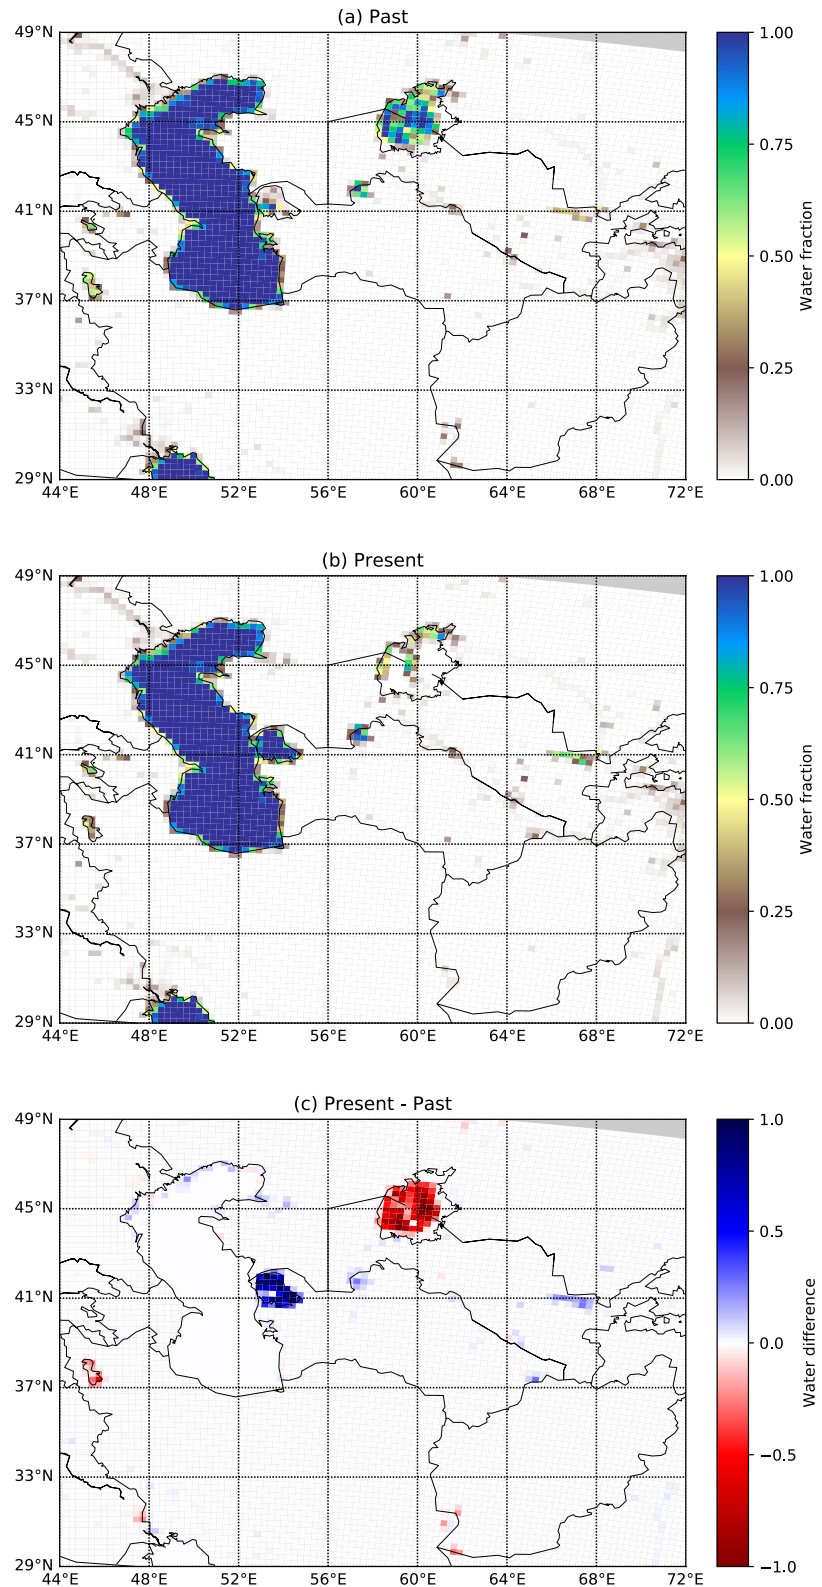 (a) Past
49°N
45°N
41°N
37°N
33°N
29°N
44°E 48°E 52°E 56°E 60°E 64°E 68°E 72°E
1.00
0.75
0.50
0.25
0.00
Water fraction
(b) Present
49°N
45°N
41°N
37°N
33°N
29°N
44°E 48°E 52°E 56°E 60°E 64°E 68°E 72°E
1.00
0.75
0.50
0.25
0.00
Water fraction
(c) Present - Past
49°N
45°N
41°N
37°N
33°N
29°N
44°E 48°E 52°E 56°E 60°E 64°E 68°E 72°E
1.0
0.5
0.0
−0.5
−1.0
Water difference